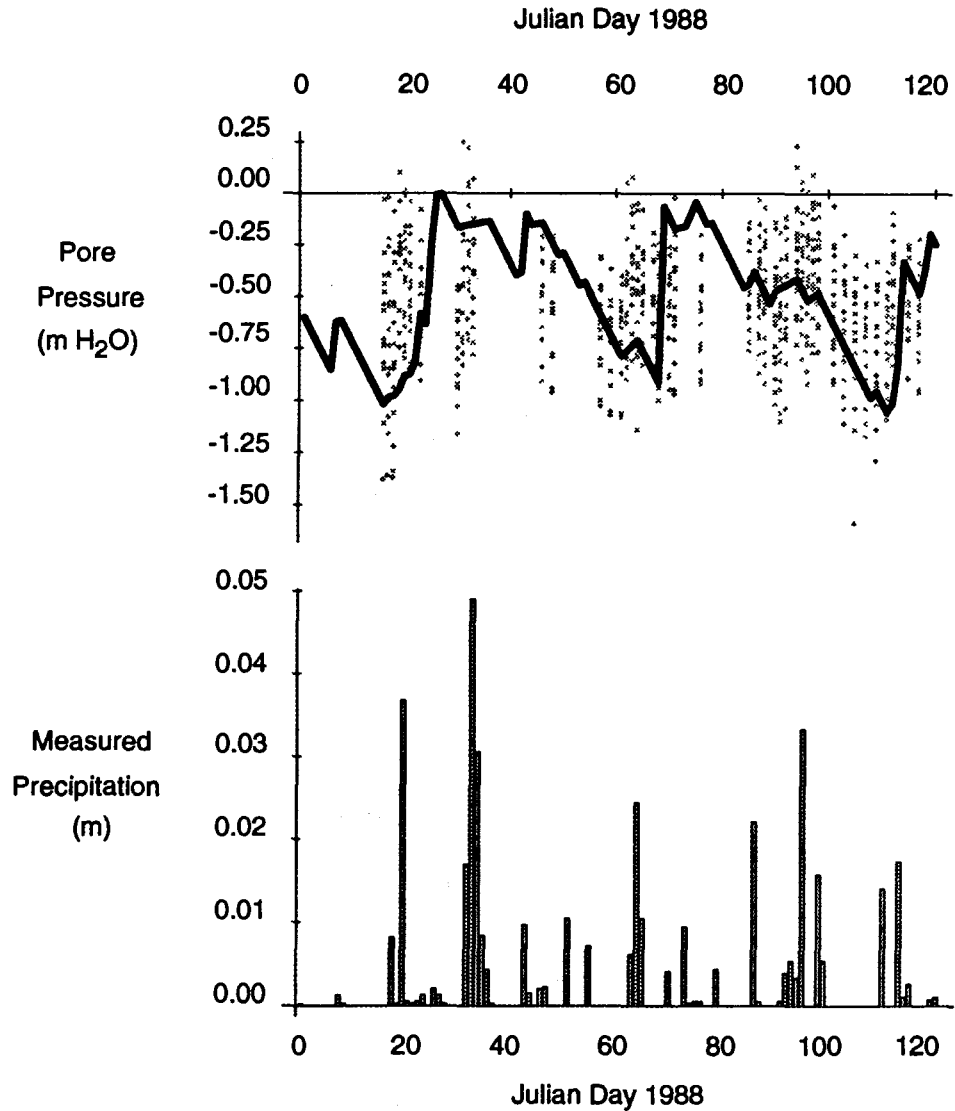 Julian Day 1988
0 20 40 60 80 100 120
0.25
0.00
-0.25
-0.50
-0.75
-1.00
-1.25
-1.50
Pore
Pressure
(m H₂O)
0.05
0.04
0.03
0.02
0.01
0.00
Measured
Precipitation
(m)
0 20 40 60 80 100 120
Julian Day 1988